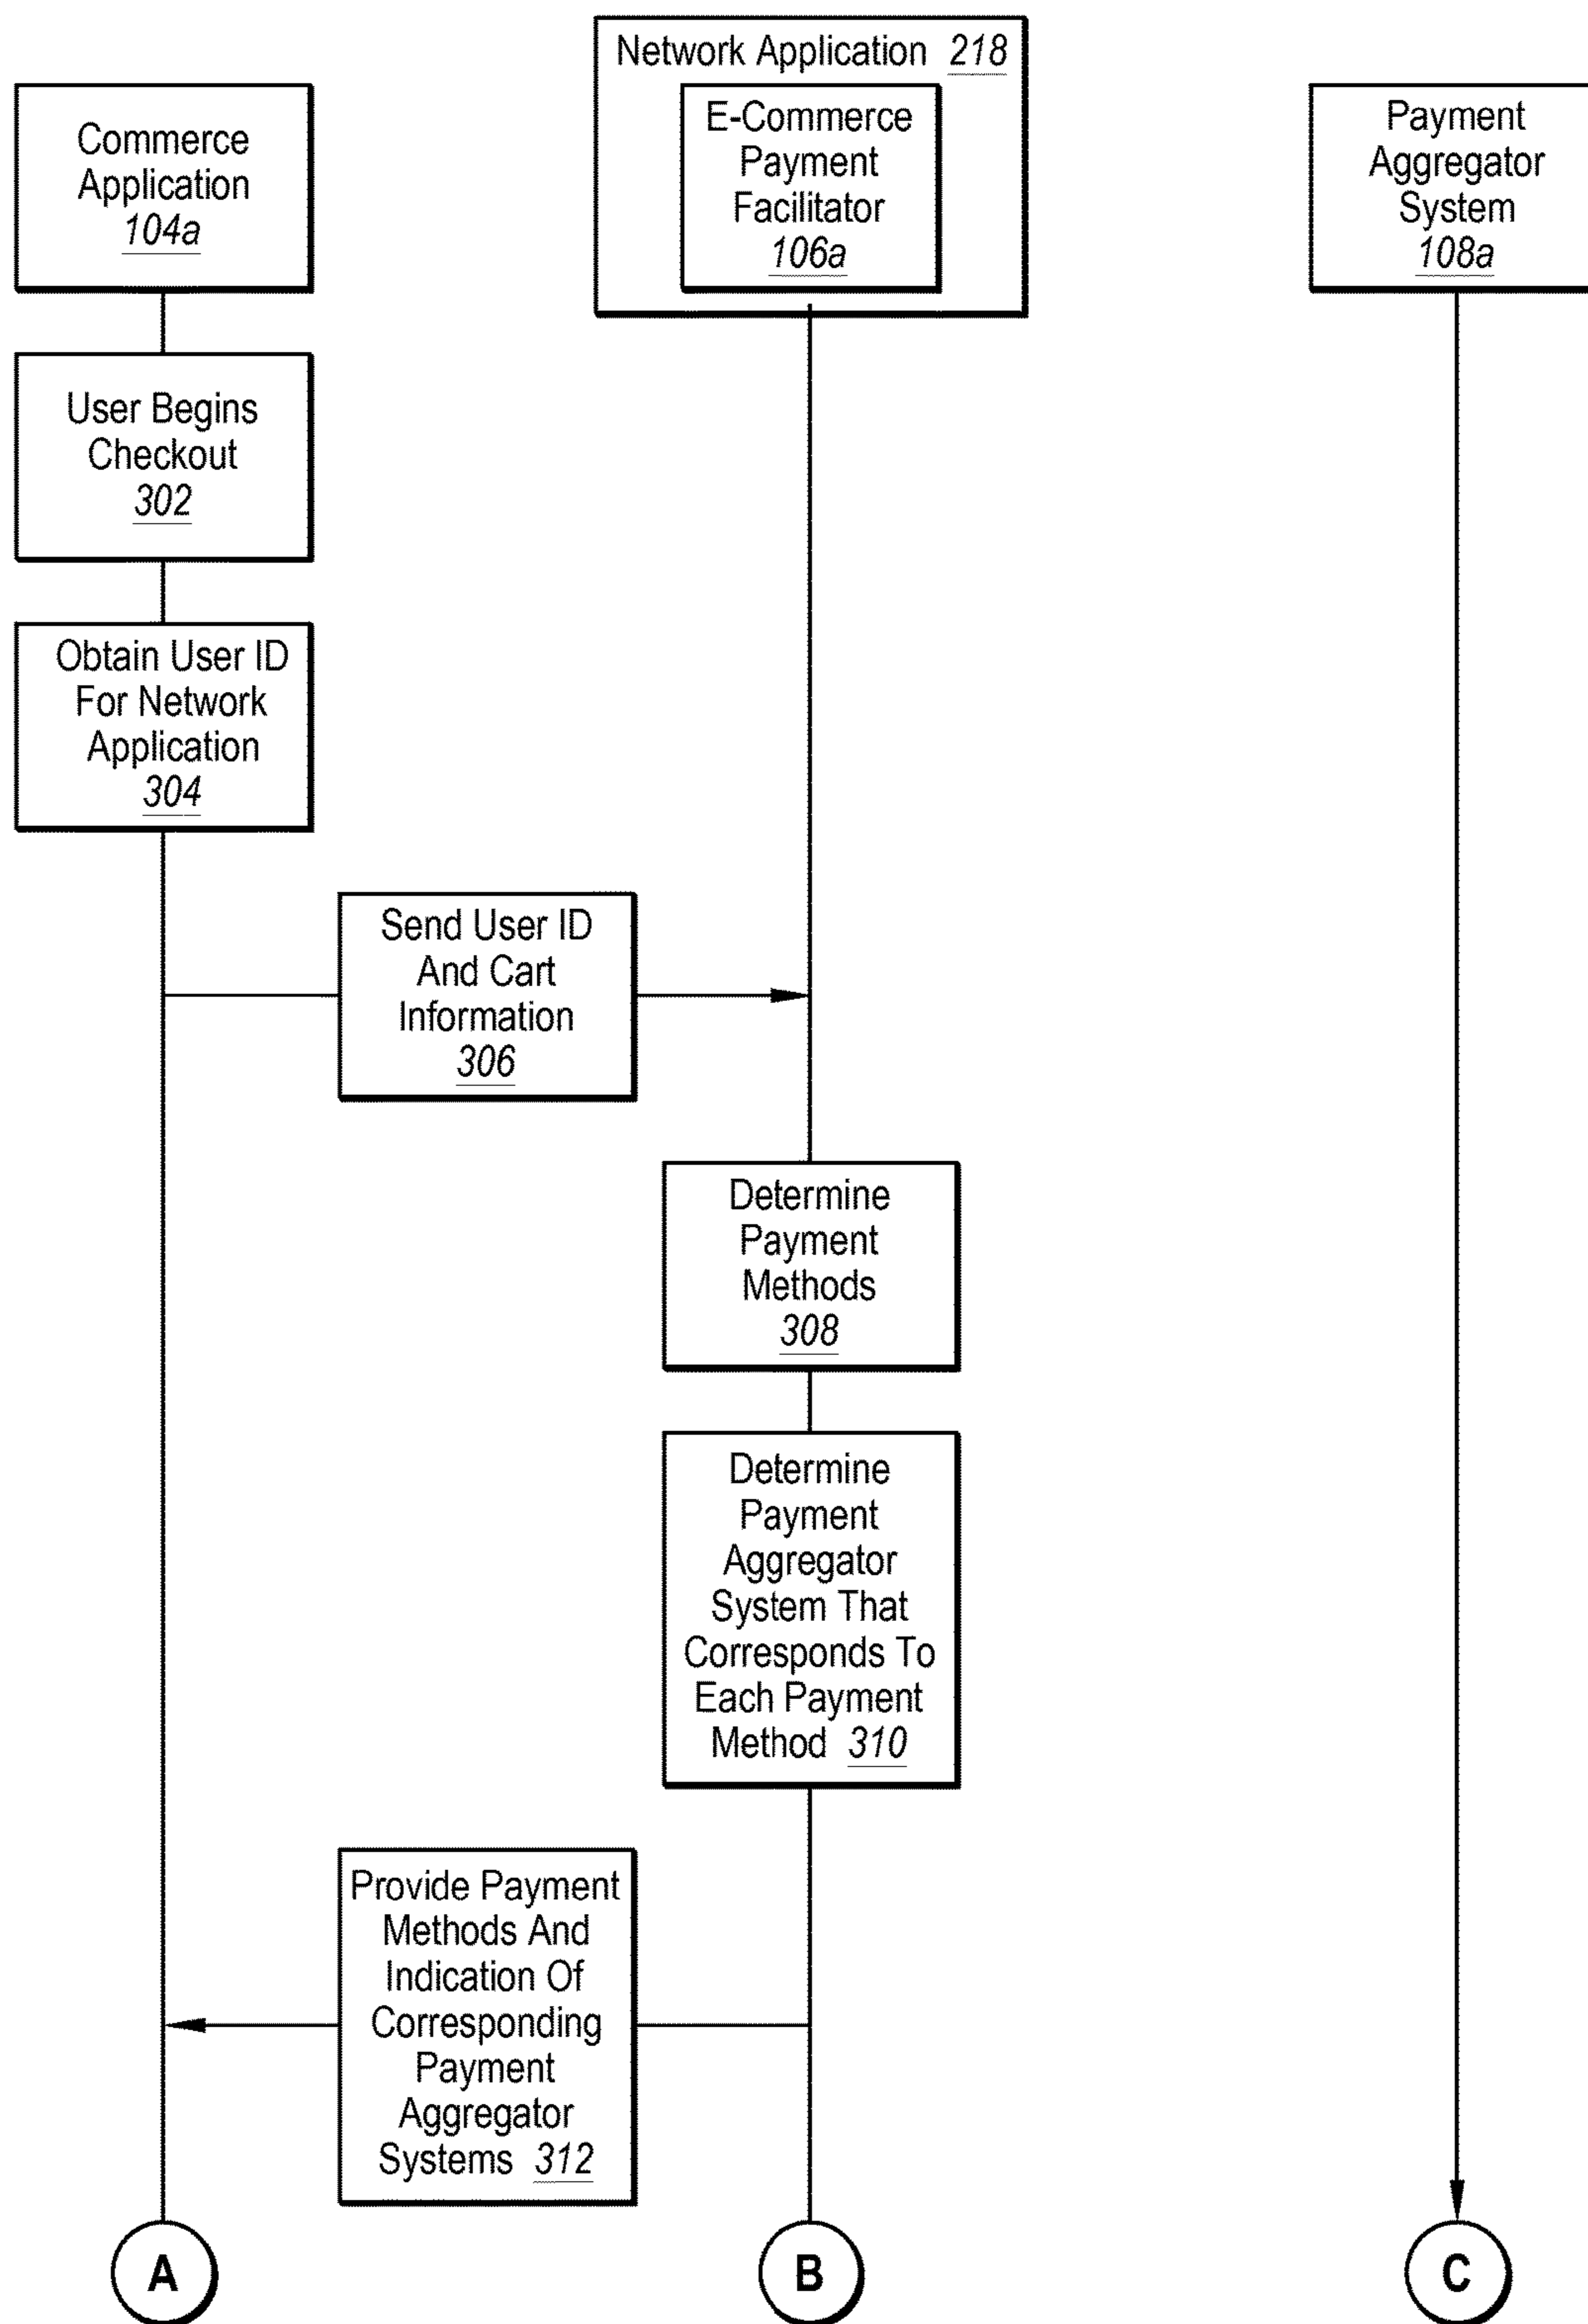 Network Application 218
Commerce
Application
104a
E-Commerce
Payment
Facilitator
106a
Payment
Aggregator
System
108a
User Begins
Checkout
302
Obtain User ID
For Network
Application
304
Send User ID
And Cart
Information
306
Determine
Payment
Methods
308
Determine
Payment
Aggregator
System That
Corresponds To
Each Payment
Method 310
Provide Payment
Methods And
Indication Of
Corresponding
Payment
Aggregator
Systems 312
A
B
C